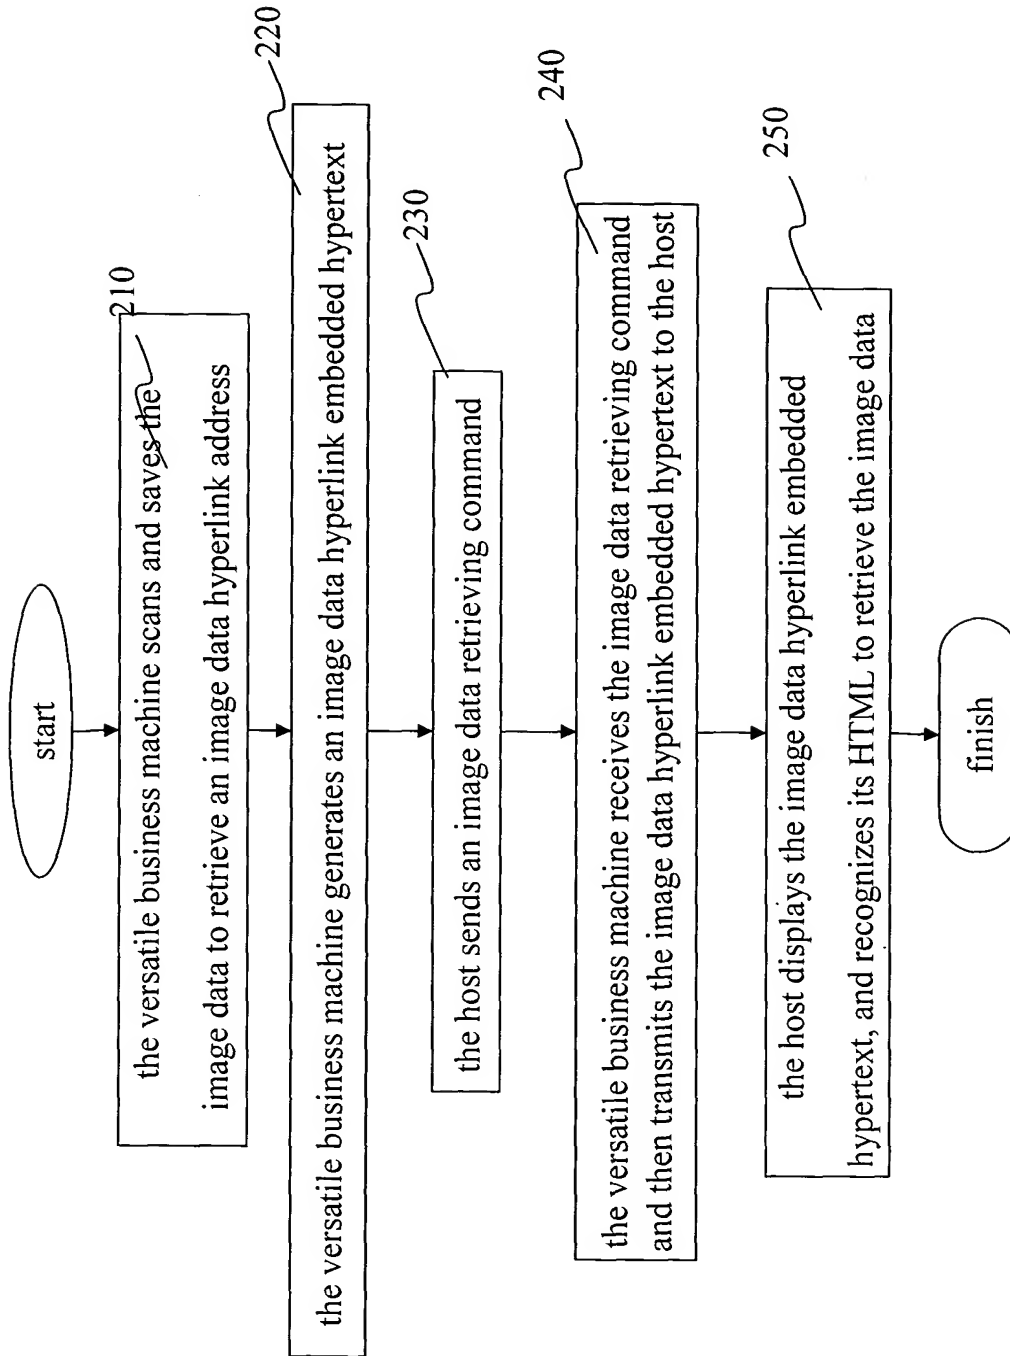 start
210
the versatile business machine scans and saves the
image data to retrieve an image data hyperlink address
220
the versatile business machine generates an image data hyperlink embedded hypertext
230
the host sends an image data retrieving command
240
the versatile business machine receives the image data retrieving command
and then transmits the image data hyperlink embedded hypertext to the host
250
the host displays the image data hyperlink embedded
hypertext, and recognizes its HTML to retrieve the image data
finish